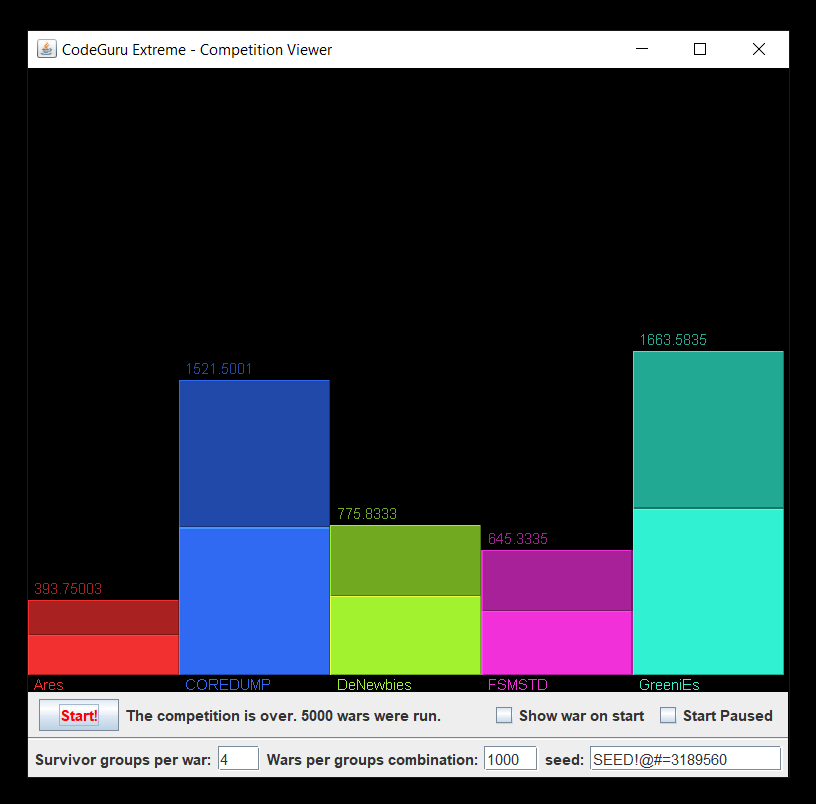 CodeGuru Extreme - Competition Viewer
1663.5835
1521.5001
775.8333
645.3335
393.75003
Ares COREDUMP DeNewbies FSMSTD GreeniEs
Start! The competition is over. 5000 wars were run. Show war on start Start Paused
Survivor groups per war: 4 Wars per groups combination: 1000 seed: SEED!@#=3189560